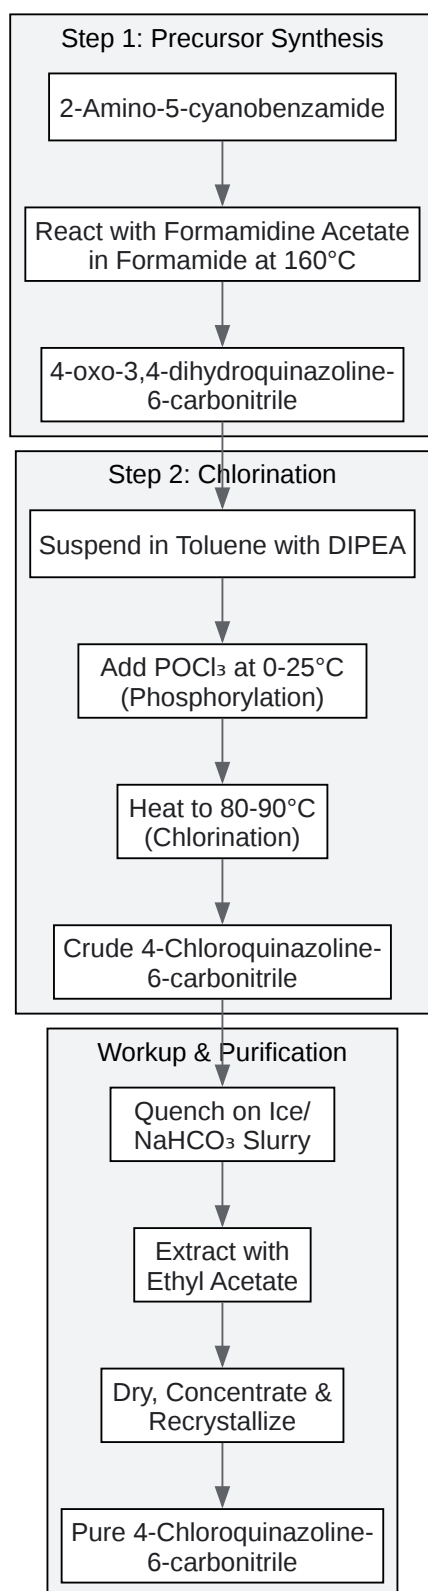 Step 1: Precursor Synthesis
2-Amino-5-cyanobenzamide
React with Formamidine Acetate
in Formamide at 160°C
4-oxo-3,4-dihydroquinazoline-
6-carbonitrile
Step 2: Chlorination
Suspend in Toluene with DIPEA
Add POCl₃ at 0-25°C
(Phosphorylation)
Heat to 80-90°C
(Chlorination)
Crude 4-Chloroquinazoline-
6-carbonitrile
Workup & Purification
Quench on Ice/
NaHCO₃ Slurry
Extract with
Ethyl Acetate
Dry, Concentrate &
Recrystallize
Pure 4-Chloroquinazoline-
6-carbonitrile